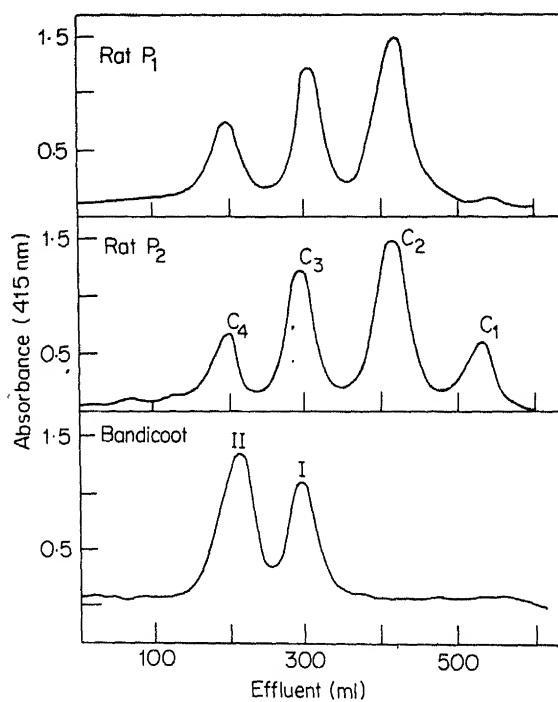 1·5
Rat P₁
0·5
1·5
Rat P₂
C₄
C₃
C₂
C₁
0·5
1·5
Bandicoot
II
I
0·5
Absorbance (415 nm)
100 300 500
Effluent (ml)